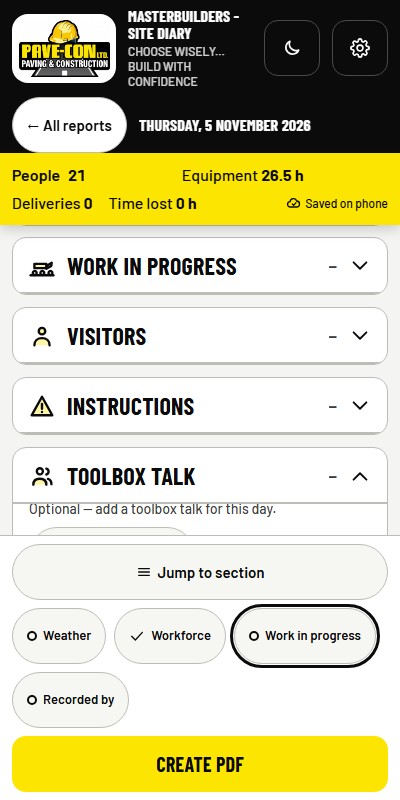 PAVE-CON LTD.
PAVING & CONSTRUCTION
MASTERBUILDERS -
SITE DIARY
CHOOSE WISELY...
BUILD WITH
CONFIDENCE
← All reports
THURSDAY, 5 NOVEMBER 2026
People 21
Equipment 26.5 h
Deliveries 0
Time lost 0 h
Saved on phone
WORK IN PROGRESS –
VISITORS –
INSTRUCTIONS –
TOOLBOX TALK –
Optional — add a toolbox talk for this day.
Jump to section
Weather
Workforce
Work in progress
Recorded by
CREATE PDF